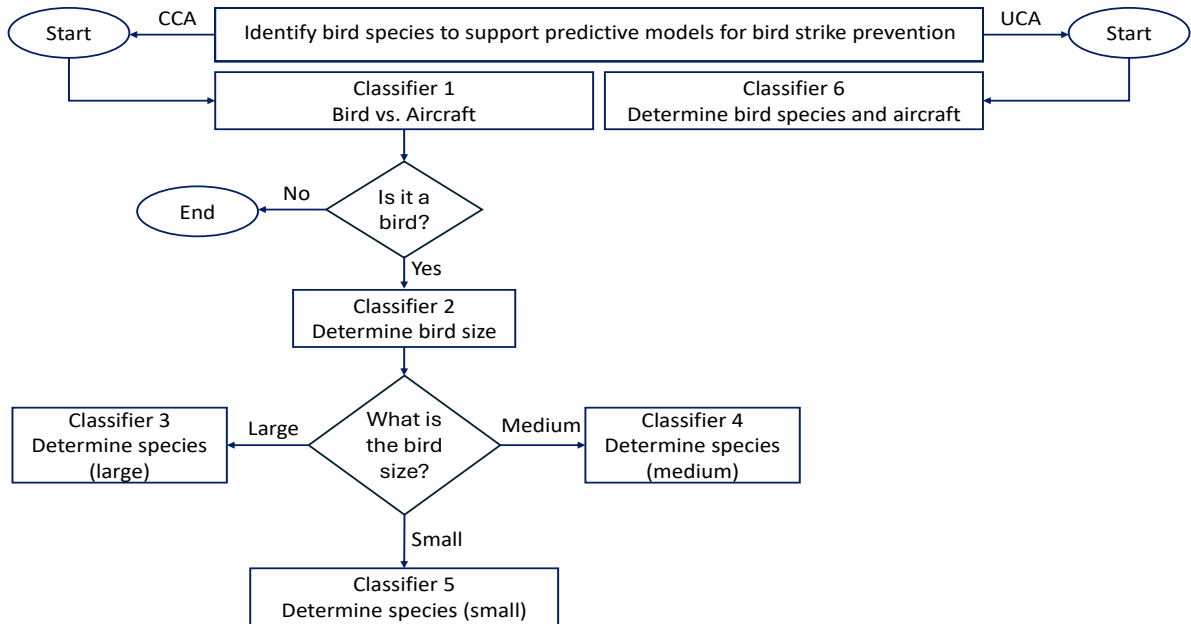 Start
CCA
Identify bird species to support predictive models for bird strike prevention
UCA
Start
Classifier 1
Bird vs. Aircraft
Classifier 6
Determine bird species and aircraft
Is it a
bird?
No
End
Yes
Classifier 2
Determine bird size
What is
the bird
size?
Large
Classifier 3
Determine species
(large)
Medium
Classifier 4
Determine species
(medium)
Small
Classifier 5
Determine species (small)